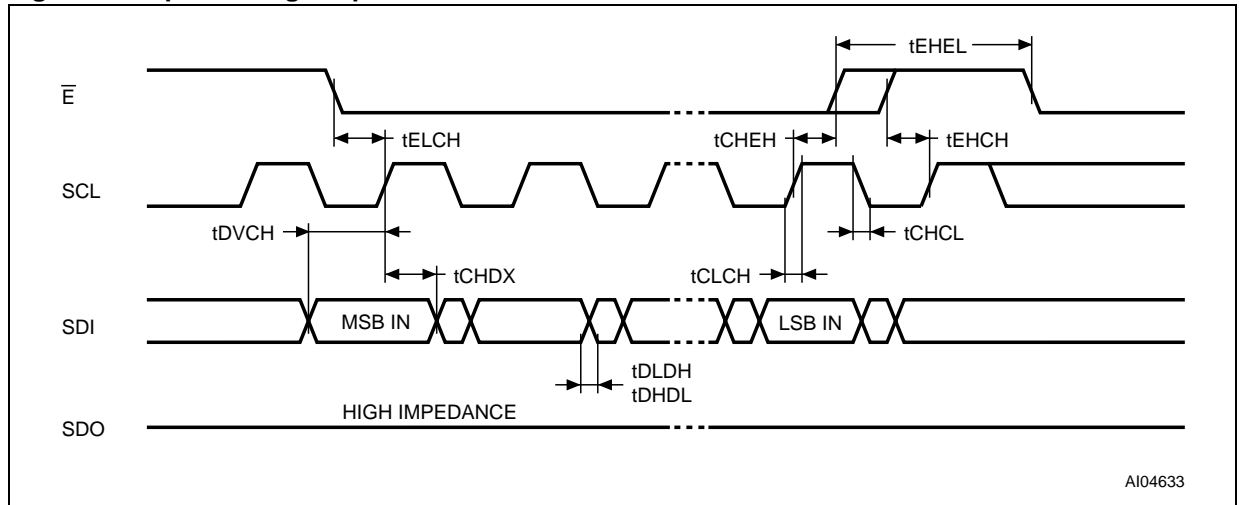 tEHEL
E
tELCH
tCHEH
tEHCH
SCL
tDVCH
tCHCL
tCHDX
tCLCH
SDI
MSB IN
LSB IN
tDLDH
tDHDL
HIGH IMPEDANCE
SDO
AI04633